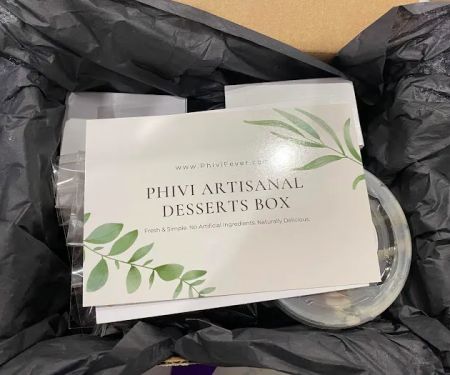 www.PhiviFever.com
PHIVI ARTISANAL
DESSERTS BOX
Fresh & Simple. No Artificial Ingredients. Naturally Delicious.